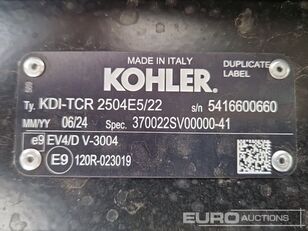 MADE IN ITALY
DUPLICATE
LABEL
KOHLER
Ty. KDI-TCR 2504E5/22 s/n 5416600660
MM/YY 06/24 Spec. 370022SV00000-41
e9 EV4/D V-3004
E9 120R-023019
EURO AUCTIONS